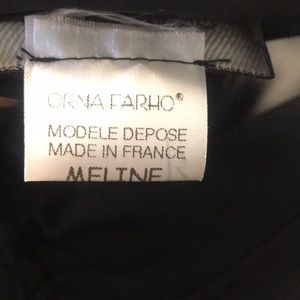 ORNA FARHO®
MODELE DEPOSE
MADE IN FRANCE
MELINE